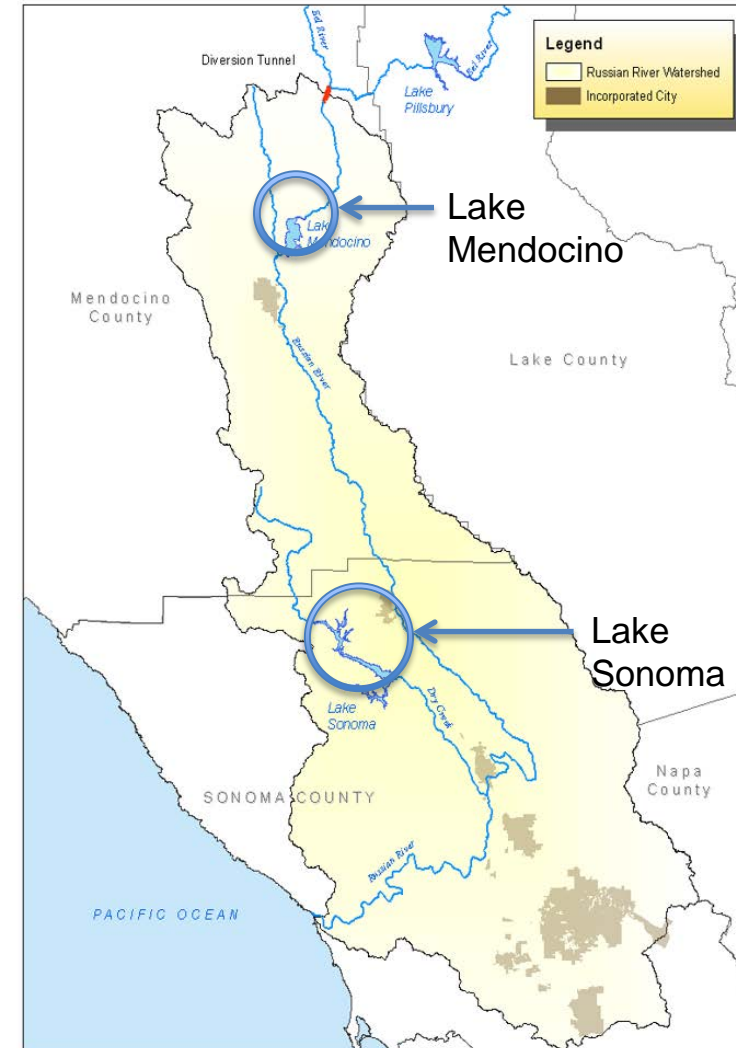 Eel River
Diversion Tunnel
Eel River
Lake
Pillsbury
Legend
Russian River Watershed
Incorporated City
Lake
Mendocino
Lake
Mendocino
Mendocino
County
Russian River
Lake County
Lake
Sonoma
Lake
Sonoma
Dry Creek
Napa
County
SONOMA COUNTY
Russian River
PACIFIC OCEAN